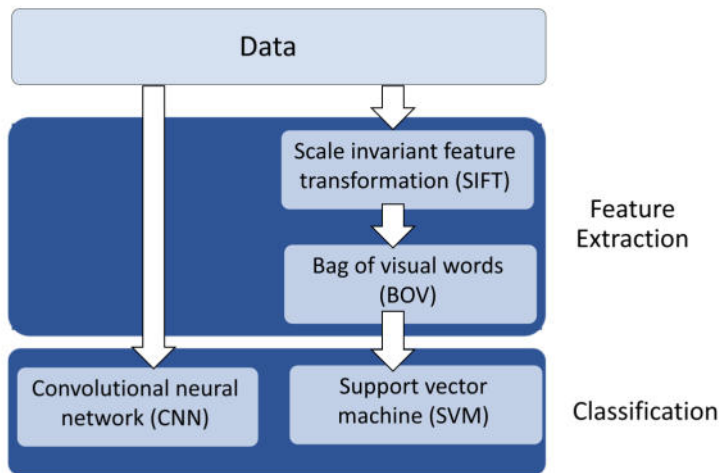 Data
Scale invariant feature
transformation (SIFT)
Feature
Extraction
Bag of visual words
(BOV)
Convolutional neural
network (CNN)
Support vector
machine (SVM)
Classification